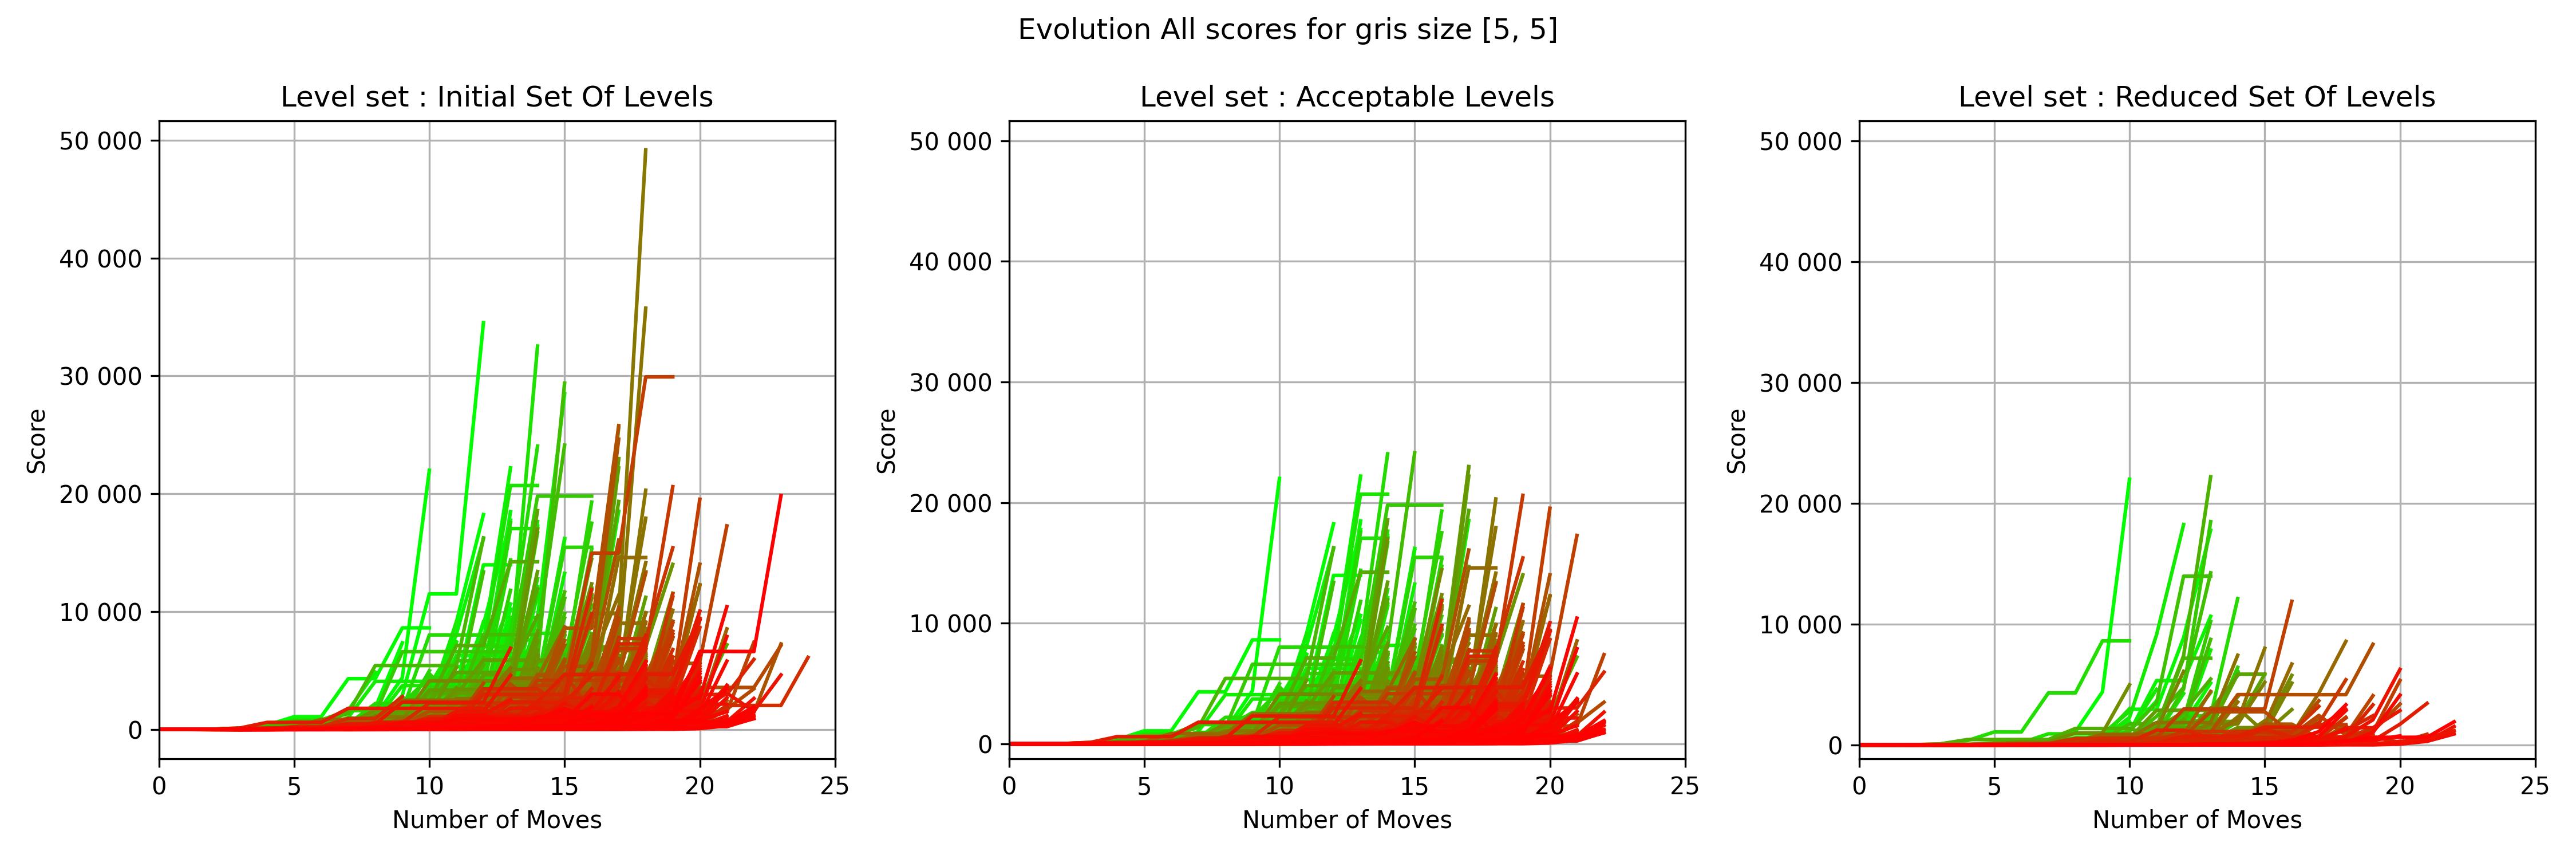 Evolution All scores for gris size [5, 5]
Level set : Initial Set Of Levels
50 000
40 000
30 000
20 000
10 000
0
Score
0 5 10 15 20 25
Number of Moves
Level set : Acceptable Levels
50 000
40 000
30 000
20 000
10 000
0
Score
0 5 10 15 20 25
Number of Moves
Level set : Reduced Set Of Levels
50 000
40 000
30 000
20 000
10 000
0
Score
0 5 10 15 20 25
Number of Moves